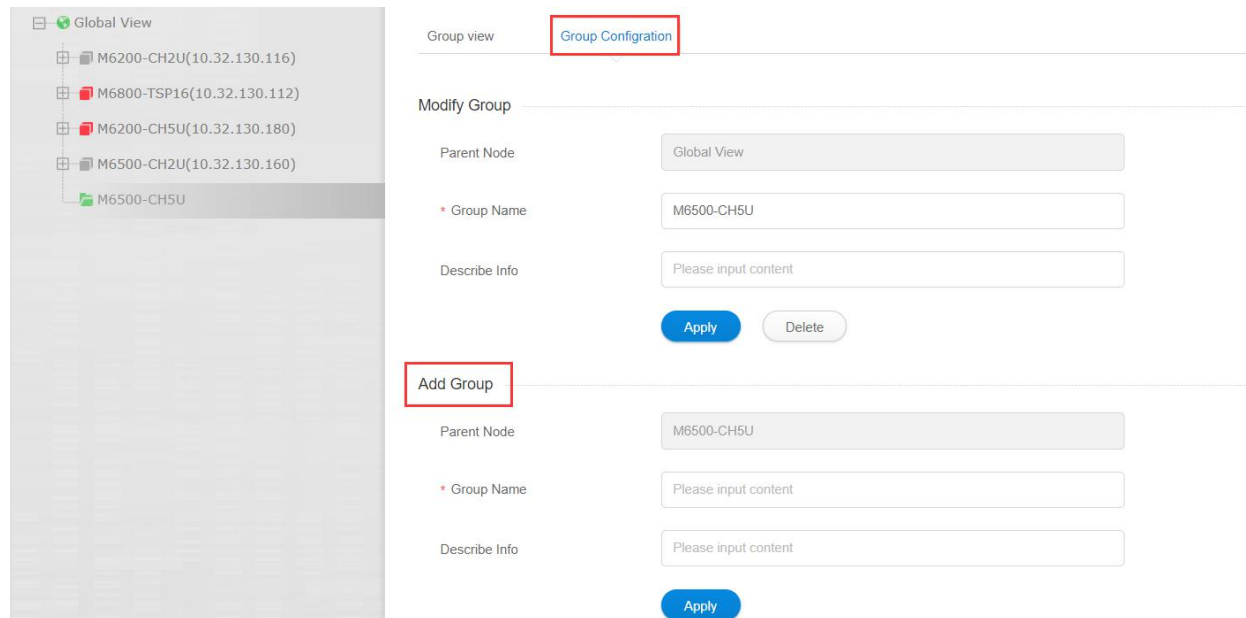 Global View
M6200-CH2U(10.32.130.116)
M6800-TSP16(10.32.130.112)
M6200-CH5U(10.32.130.180)
M6500-CH2U(10.32.130.160)
M6500-CH5U
Group view Group Configration
Modify Group
Parent Node Global View
* Group Name M6500-CH5U
Describe Info Please input content
Apply Delete
Add Group
Parent Node M6500-CH5U
* Group Name Please input content
Describe Info Please input content
Apply